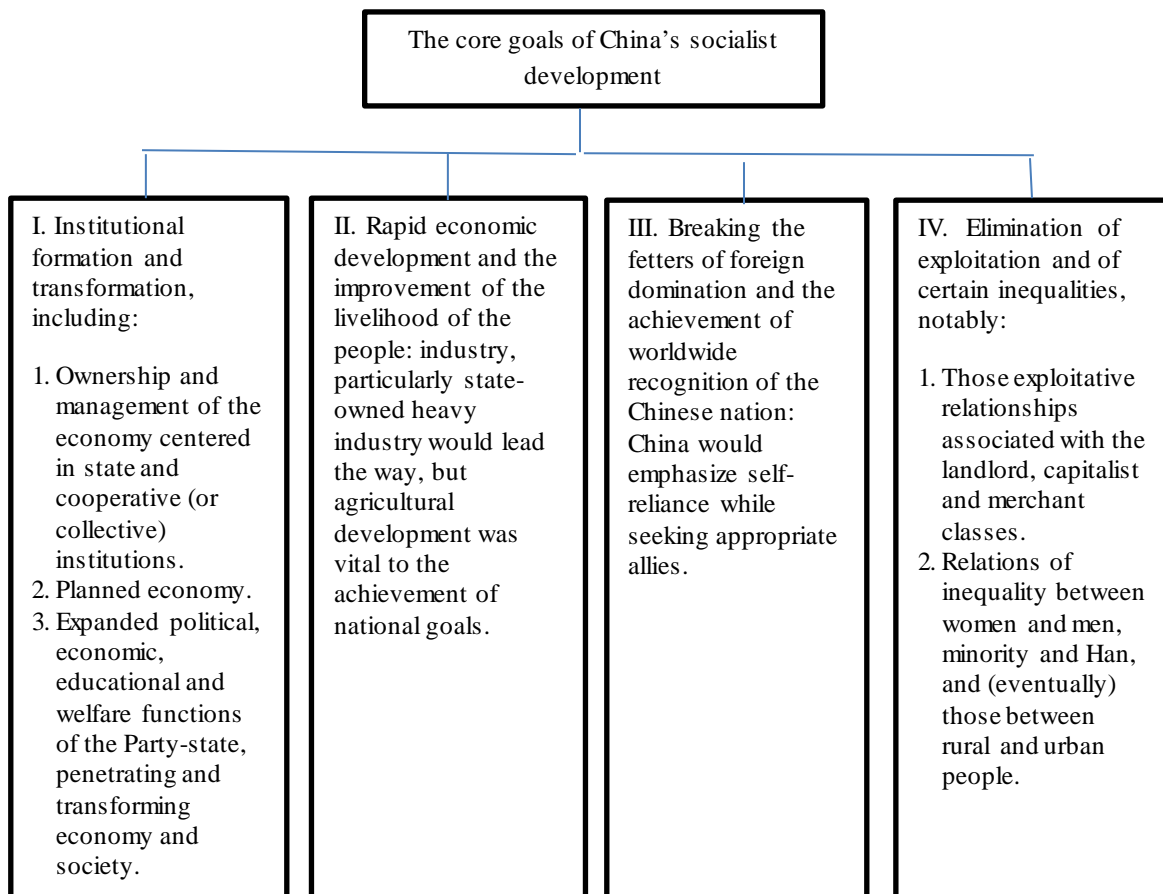 The core goals of China's socialist
development
I. Institutional
formation and
transformation,
including:
1. Ownership and
management of the
economy centered
in state and
cooperative (or
collective)
institutions.
2. Planned economy.
3. Expanded political,
economic,
educational and
welfare functions
of the Party-state,
penetrating and
transforming
economy and
society.
II. Rapid economic
development and the
improvement of the
livelihood of the
people: industry,
particularly state-
owned heavy
industry would lead
the way, but
agricultural
development was
vital to the
achievement of
national goals.
III. Breaking the
fetters of foreign
domination and the
achievement of
worldwide
recognition of the
Chinese nation:
China would
emphasize self-
reliance while
seeking appropriate
allies.
IV. Elimination of
exploitation and of
certain inequalities,
notably:
1. Those exploitative
relationships
associated with the
landlord, capitalist
and merchant
classes.
2. Relations of
inequality between
women and men,
minority and Han,
and (eventually)
those between
rural and urban
people.